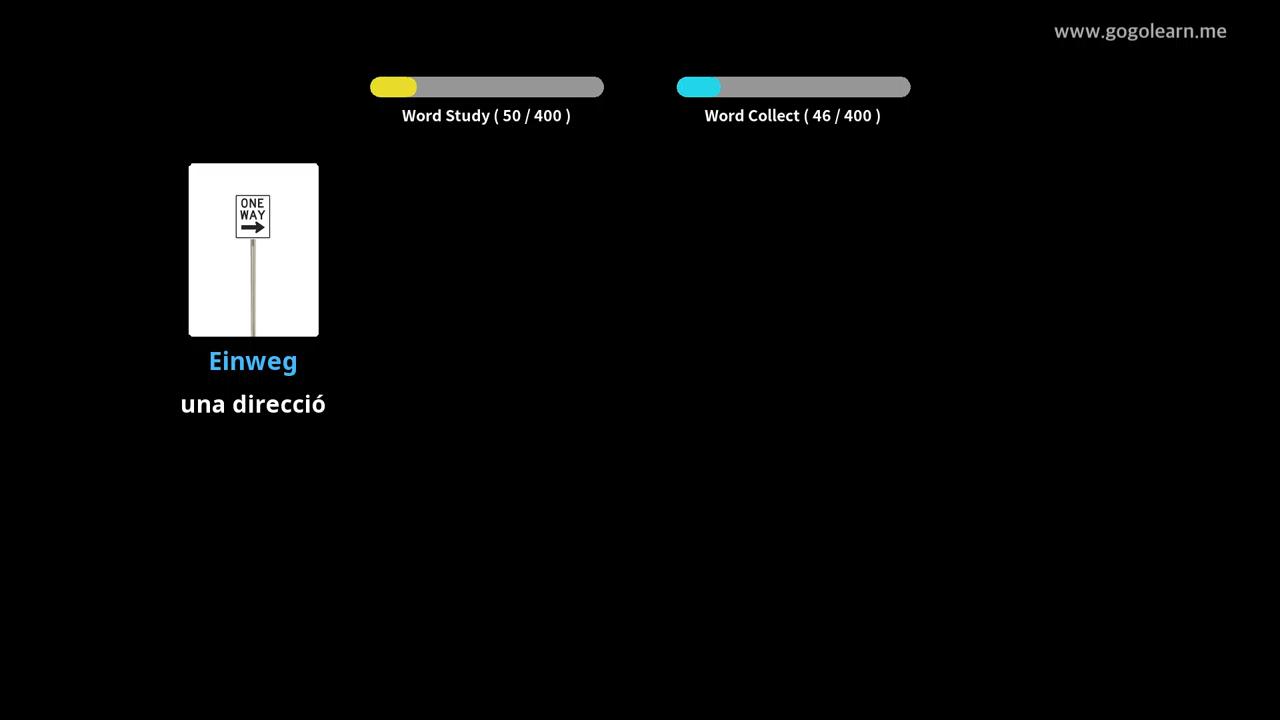 www.gogolearn.me
Word Study ( 50 / 400 )
Word Collect ( 46 / 400 )
ONE
WAY
Einweg
una direcció